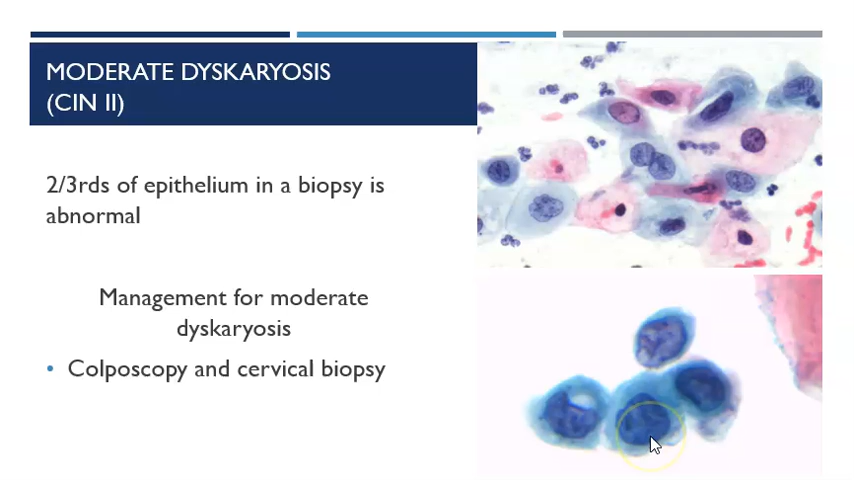 MODERATE DYSKARYOSIS
(CIN II)
2/3rds of epithelium in a biopsy is
abnormal
Management for moderate
dyskaryosis
• Colposcopy and cervical biopsy